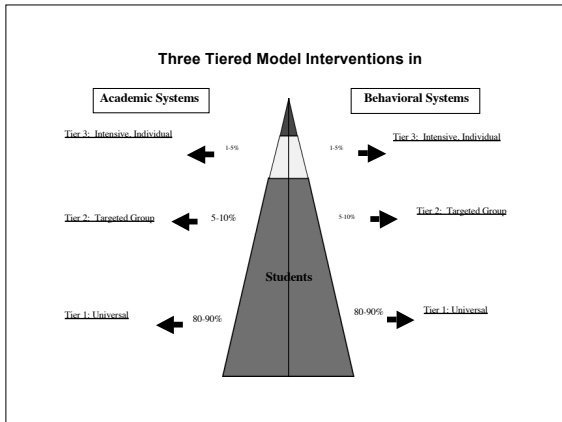 Three Tiered Model Interventions in
Academic Systems
Behavioral Systems
Tier 3: Intensive, Individual
1-5%
1-5%
Tier 3: Intensive, Individual
Tier 2: Targeted Group
5-10%
5-10%
Tier 2: Targeted Group
Students
Tier 1: Universal
80-90%
80-90%
Tier 1: Universal